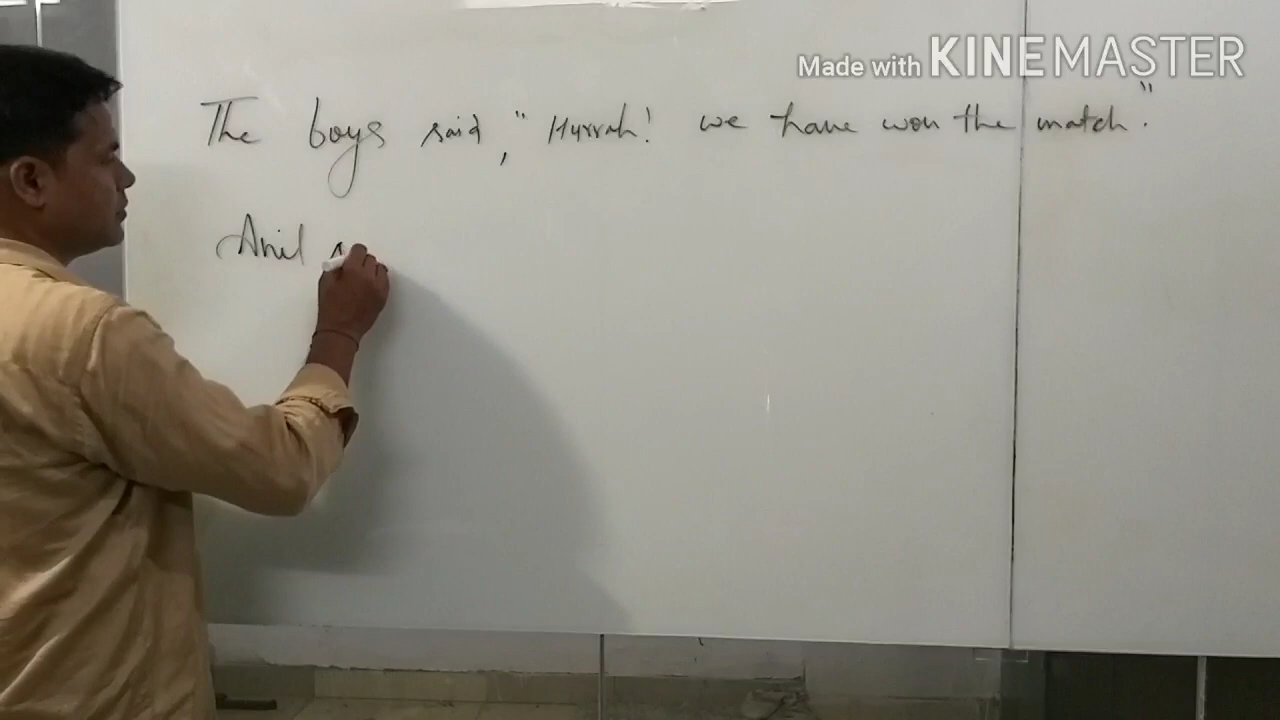 Made with KINEMASTER
The boys said, "Hurrah! we have won the match."
Anil